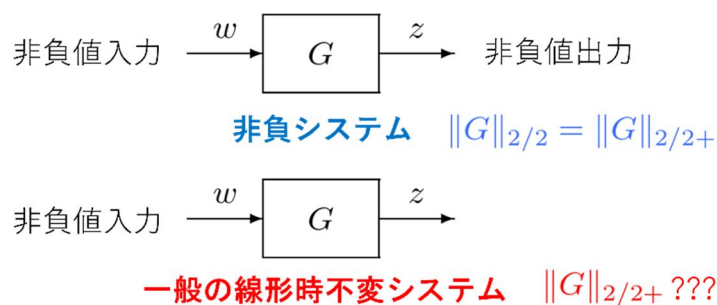 w z
非負値入力 G 非負値出力
非負システム ‖G‖2/2 = ‖G‖2/2+
w z
非負値入力 G
一般の線形時不変システム ‖G‖2/2+ ???